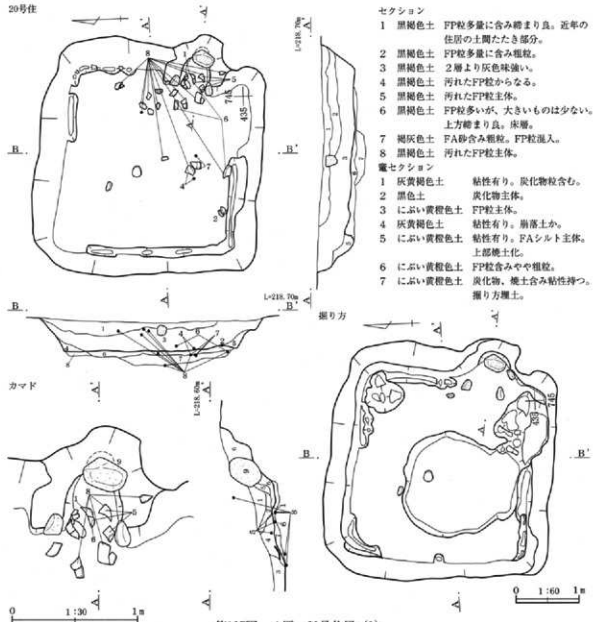 20号住
セクション
1 黒褐色土 FP粒多量に含み締まり良。近年の
住居の土間たたき部分。
2 黒褐色土 FP粒多量に含み粗粒。
3 黒褐色土 2層より灰色味強い。
4 黒褐色土 汚れたFP粒からなる。
5 黒褐色土 汚れたFP粒主体。
6 黒褐色土 FP粒多いが、大きいものは少ない。
上方締まり良。床層。
7 褐灰色土 FA砂含み粗粒。FP粒混入。
8 黒褐色土 汚れたFP粒主体。
竃セクション
1 灰黄褐色土 粘性有り。炭化物粒含む。
2 黒色土 炭化物主体。
3 にぶい黄橙色土 FP粒主体。
4 灰黄褐色土 粘性有り。崩落土か。
5 にぶい黄橙色土 粘性有り。FAシルト主体。
上部焼土化。
6 にぶい黄橙色土 FP粒含みやや粗粒。
7 にぶい黄橙色土 炭化物、焼土含み粘性持つ。
掘り方埋土。
A
A'
B
B'
745
435
L=218.70m
A
A'
B
B'
L=218.70m
カマド
A'
A
L=218.60m
A'
A
掘り方
A'
B
B'
745
435
A
0 1:30 1m
0 1:60 1m